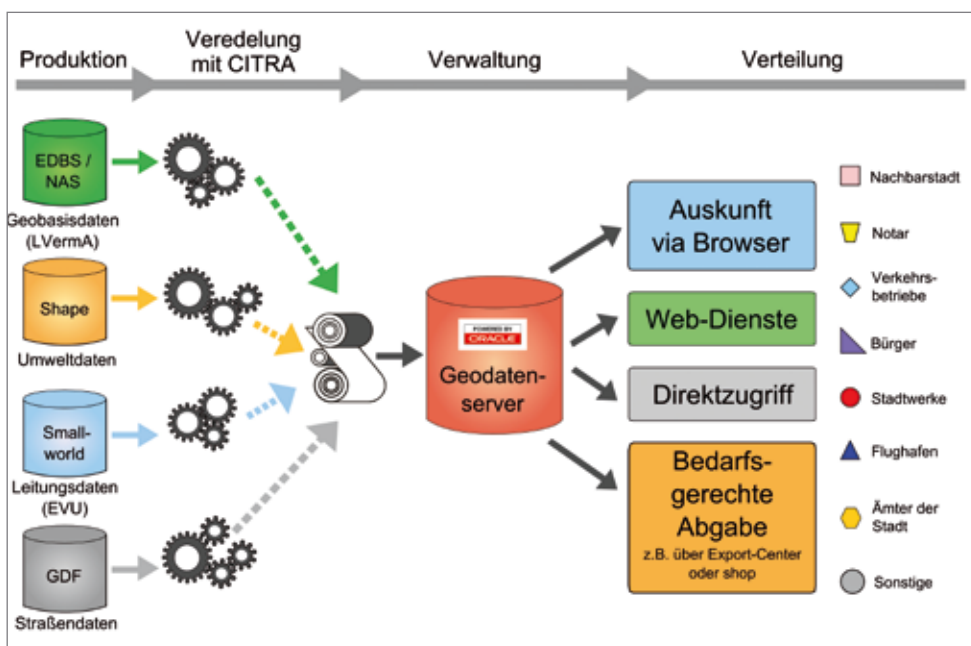 Produktion
Veredelung
mit CITRA
Verwaltung
Verteilung
EDBS /
NAS
Geobasisdaten
(LVermA)
Shape
Umweltdaten
Small-
world
Leitungsdaten
(EVU)
GDF
Straßendaten
POWERED BY
ORACLE
Geodaten-
server
Auskunft
via Browser
Web-Dienste
Direktzugriff
Bedarfs-
gerechte
Abgabe
z.B. über Export-Center
oder shop
Nachbarstadt
Notar
Verkehrs-
betriebe
Bürger
Stadtwerke
Flughafen
Ämter der
Stadt
Sonstige